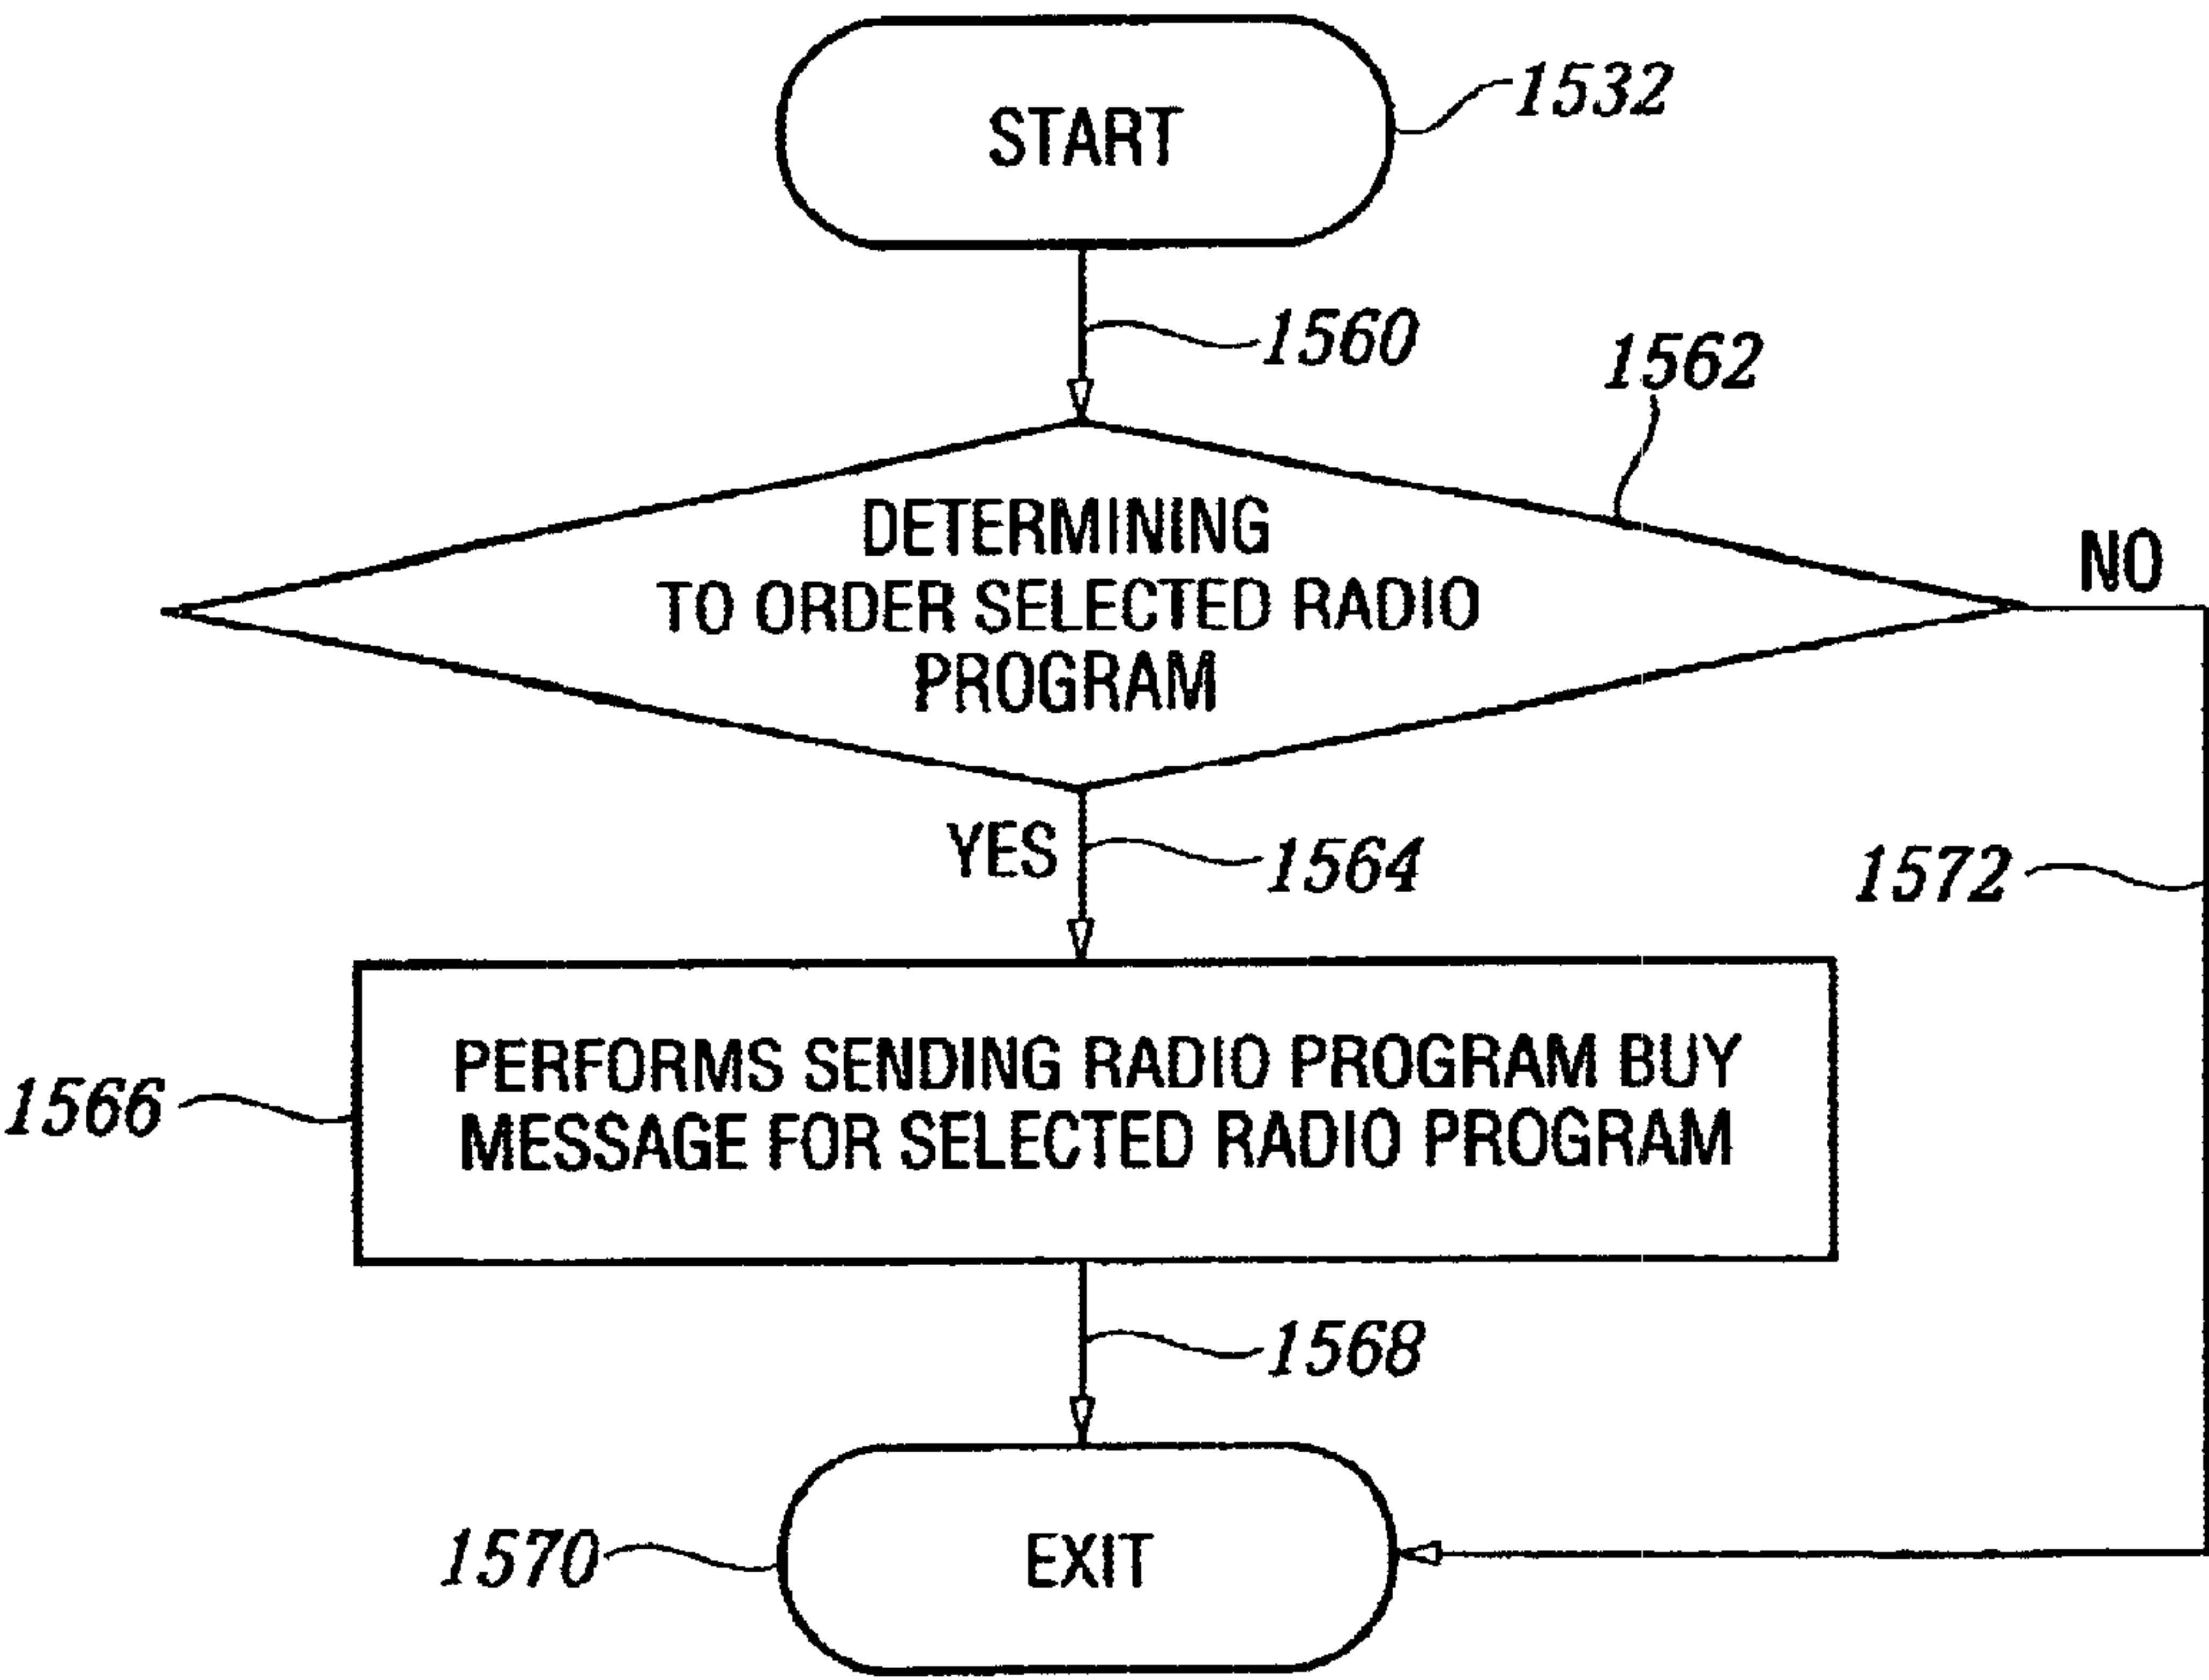 START
1532
1560
1562
DETERMINING
TO ORDER SELECTED RADIO
PROGRAM
NO
YES
1564
1572
PERFORMS SENDING RADIO PROGRAM BUY
MESSAGE FOR SELECTED RADIO PROGRAM
1566
1568
1570
EXIT